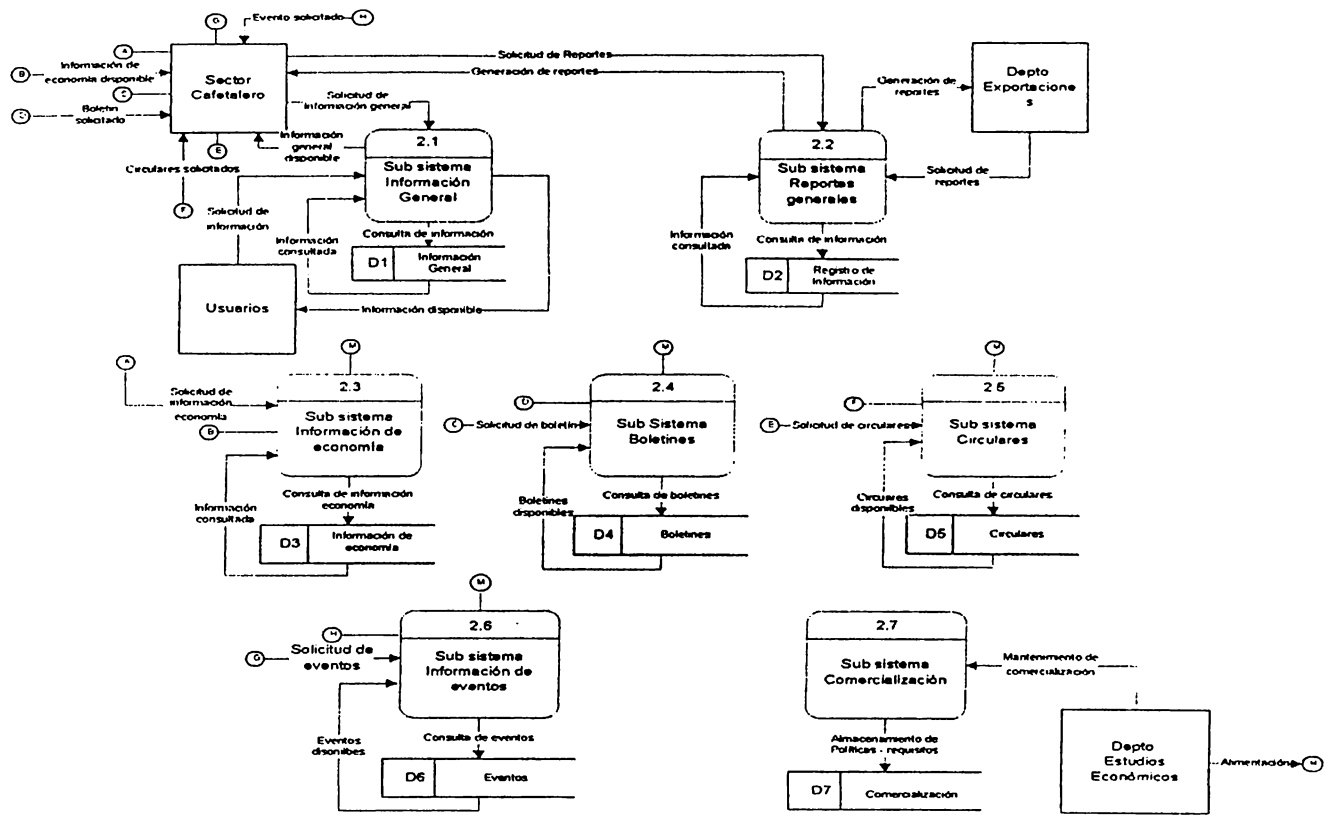 G
Evento solicitado
H
A
B
Información de
economía disponible
C
Boletín
solicitado
Sector
Cafetalero
E
Circulares solicitados
F
Solicitud de Reportes
Generación de reportes
Solicitud de
información general
Información
general
disponible
2.1
Sub sistema
Información
General
Solicitud de
información
Información
consultada
Consulta de información
D1
Información
General
Usuarios
Información disponible
2.2
Sub sistema
Reportes
generales
Generación de
reportes
Depto
Exportacione
s
Solicitud de
reportes
Información
consultada
Consulta de información
D2
Registro de
Información
A
Solicitud de
información
economía
B
M
2.3
Sub sistema
Información de
economía
Información
consultada
Consulta de información
economía
D3
Información de
economía
M
D
C
Solicitud de boletín
2.4
Sub Sistema
Boletines
Boletines
disponibles
Consulta de boletines
D4
Boletines
M
F
E
Solicitud de circulares
2.5
Sub sistema
Circulares
Circulares
disponibles
Consulta de circulares
D5
Circulares
M
H
G
Solicitud de
eventos
2.6
Sub sistema
Información de
eventos
Eventos
disonilbes
Consulta de eventos
D6
Eventos
2.7
Sub sistema
Comercialización
Mantenimiento de
comercialización
Almacenamiento de
Políticas - requisitos
D7
Comercialización
Depto
Estudios
Económicos
Alimentación